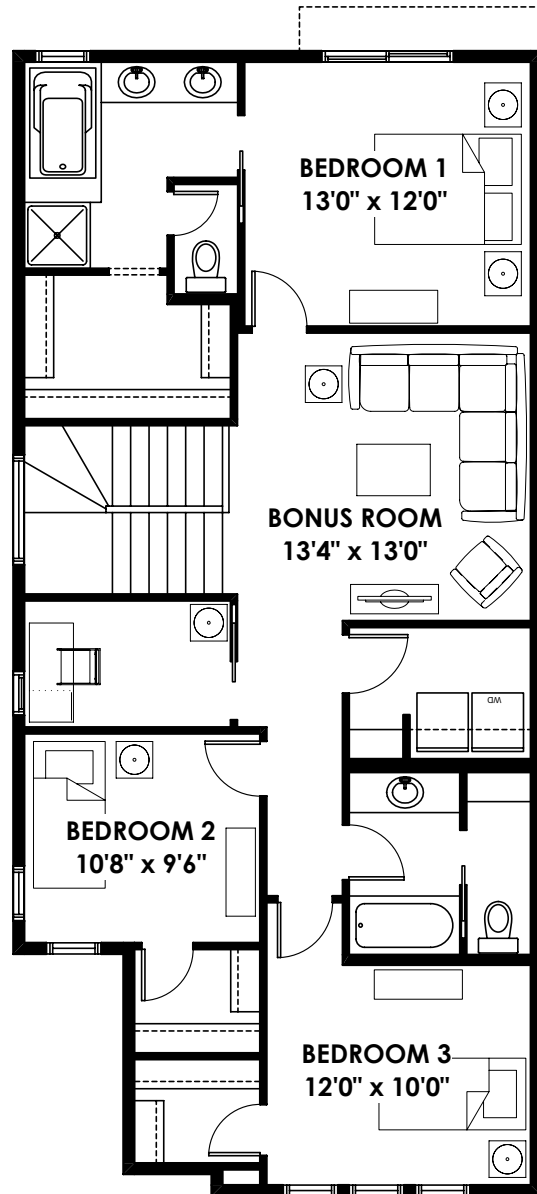 BEDROOM 1
13'0" x 12'0"
BONUS ROOM
13'4" x 13'0"
WD
BEDROOM 2
10'8" x 9'6"
BEDROOM 3
12'0" x 10'0"